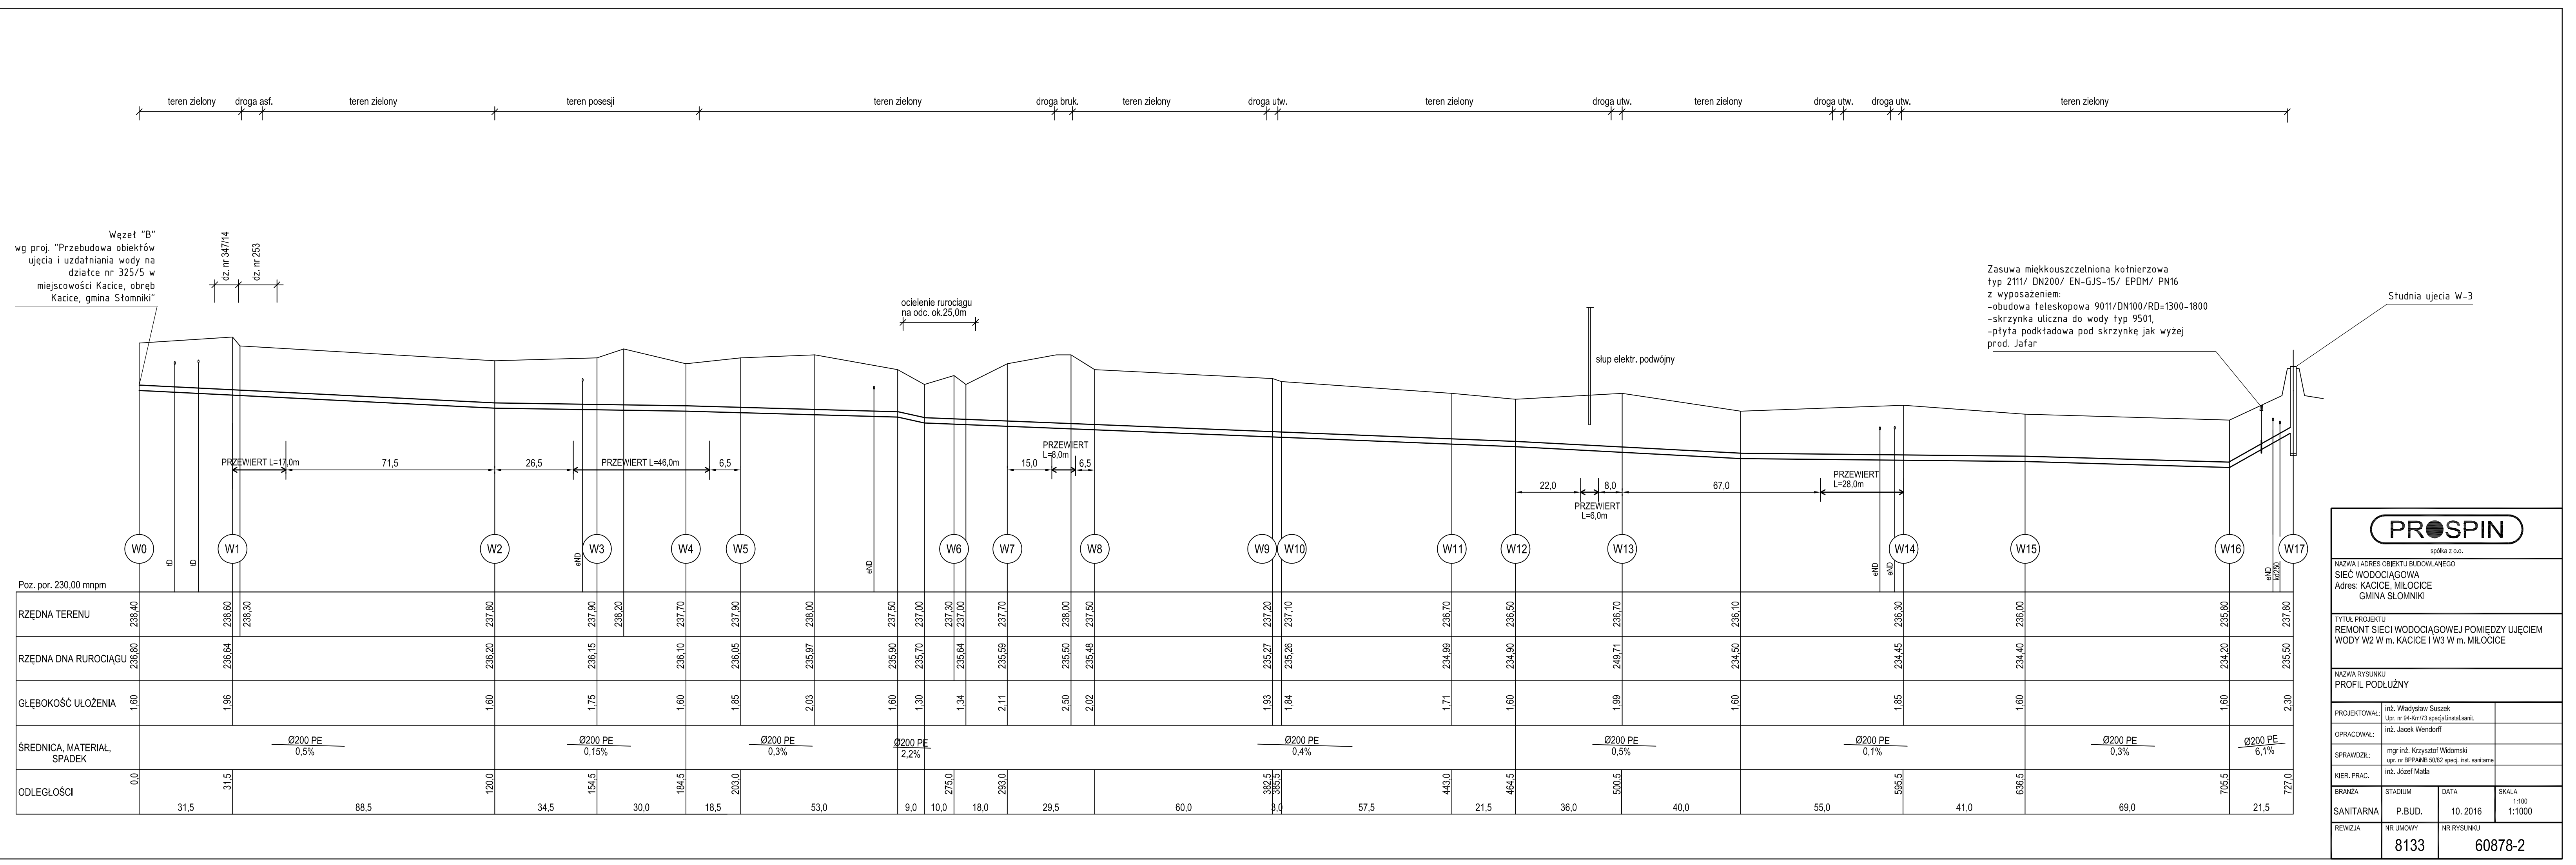 teren zielony droga asf. teren zielony teren posesji teren zielony droga bruk. teren zielony droga utw. teren zielony droga utw. teren zielony droga utw. droga utw. teren zielony
Węzeł "B"
wg proj. "Przebudowa obiektów
ujęcia i uzdatniania wody na
działce nr 325/5 w
miejscowości Kacice, obręb
Kacice, gmina Słomniki"
dz. nr 347/14
dz. nr 253
ocielenie rurociągu
na odc. ok.25,0m
słup elektr. podwójny
Zasuwa miękkouszczelniona kołnierzowa
typ 2111/ DN200/ EN-GJS-15/ EPDM/ PN16
z wyposażeniem:
-obudowa teleskopowa 9011/DN100/RD=1300-1800
-skrzynka uliczna do wody typ 9501,
-płyta podkładowa pod skrzynkę jak wyżej
prod. Jafar
Studnia ujecia W-3
PRZEWIERT L=17,0m 71,5 26,5 PRZEWIERT L=46,0m 6,5
PRZEWIERT
L=8,0m
15,0 6,5
22,0 8,0 67,0
PRZEWIERT
L=6,0m
PRZEWIERT
L=28,0m
W0 W1 W2 W3 W4 W5 W6 W7 W8 W9 W10 W11 W12 W13 W14 W15 W16 W17
tD tD eND eND eND eND eND kd250
Poz. por. 230,00 mnpm
RZĘDNA TERENU 238,40 238,60 238,30 237,80 237,90 238,20 237,70 237,90 238,00 237,50 237,00 237,30 237,00 237,70 238,00 237,50 237,20 237,10 236,70 236,50 236,70 236,10 236,30 236,00 235,80 237,80
RZĘDNA DNA RUROCIĄGU 236,80 236,64 236,20 236,15 236,10 236,05 235,97 235,90 235,70 235,64 235,59 235,50 235,48 235,27 235,26 234,99 234,90 249,71 234,50 234,45 234,40 234,20 235,50
GŁĘBOKOŚĆ UŁOŻENIA 1,60 1,96 1,60 1,75 1,60 1,85 2,03 1,60 1,30 1,34 2,11 2,50 2,02 1,93 1,84 1,71 1,60 1,99 1,60 1,85 1,60 1,60 2,30
ŚREDNICA, MATERIAŁ,
SPADEK
Ø200 PE Ø200 PE Ø200 PE Ø200 PE Ø200 PE Ø200 PE Ø200 PE Ø200 PE Ø200 PE
0,5% 0,15% 0,3% 2,2% 0,4% 0,5% 0,1% 0,3% 6,1%
ODLEGŁOŚCI 0,0 31,5 120,0 154,5 184,5 203,0 275,0 293,0 382,5 385,5 443,0 464,5 500,5 595,5 636,5 705,5 727,0
31,5 88,5 34,5 30,0 18,5 53,0 9,0 10,0 18,0 29,5 60,0 3,0 57,5 21,5 36,0 40,0 55,0 41,0 69,0 21,5
PROSPIN
spółka z o.o.
NAZWA I ADRES OBIEKTU BUDOWLANEGO
SIEĆ WODOCIĄGOWA
Adres: KACICE, MIŁOCICE
GMINA SŁOMNIKI
TYTUŁ PROJEKTU
REMONT SIECI WODOCIĄGOWEJ POMIĘDZY UJĘCIEM
WODY W2 W m. KACICE I W3 W m. MIŁOCICE
NAZWA RYSUNKU
PROFIL PODŁUŻNY
PROJEKTOWAŁ: inż. Władysław Suszek
Upr. nr 94-Km/73 specjal.instal.sanit.
OPRACOWAŁ: inż. Jacek Wendorff
SPRAWDZIŁ: mgr inż. Krzysztof Widomski
upr. nr BPPAiNB 50/82 specj. inst. sanitarne
KIER. PRAC. inż. Józef Matla
BRANŻA STADIUM DATA SKALA
1:100
SANITARNA P.BUD. 10. 2016 1:1000
REWIZJA NR UMOWY NR RYSUNKU
8133 60878-2